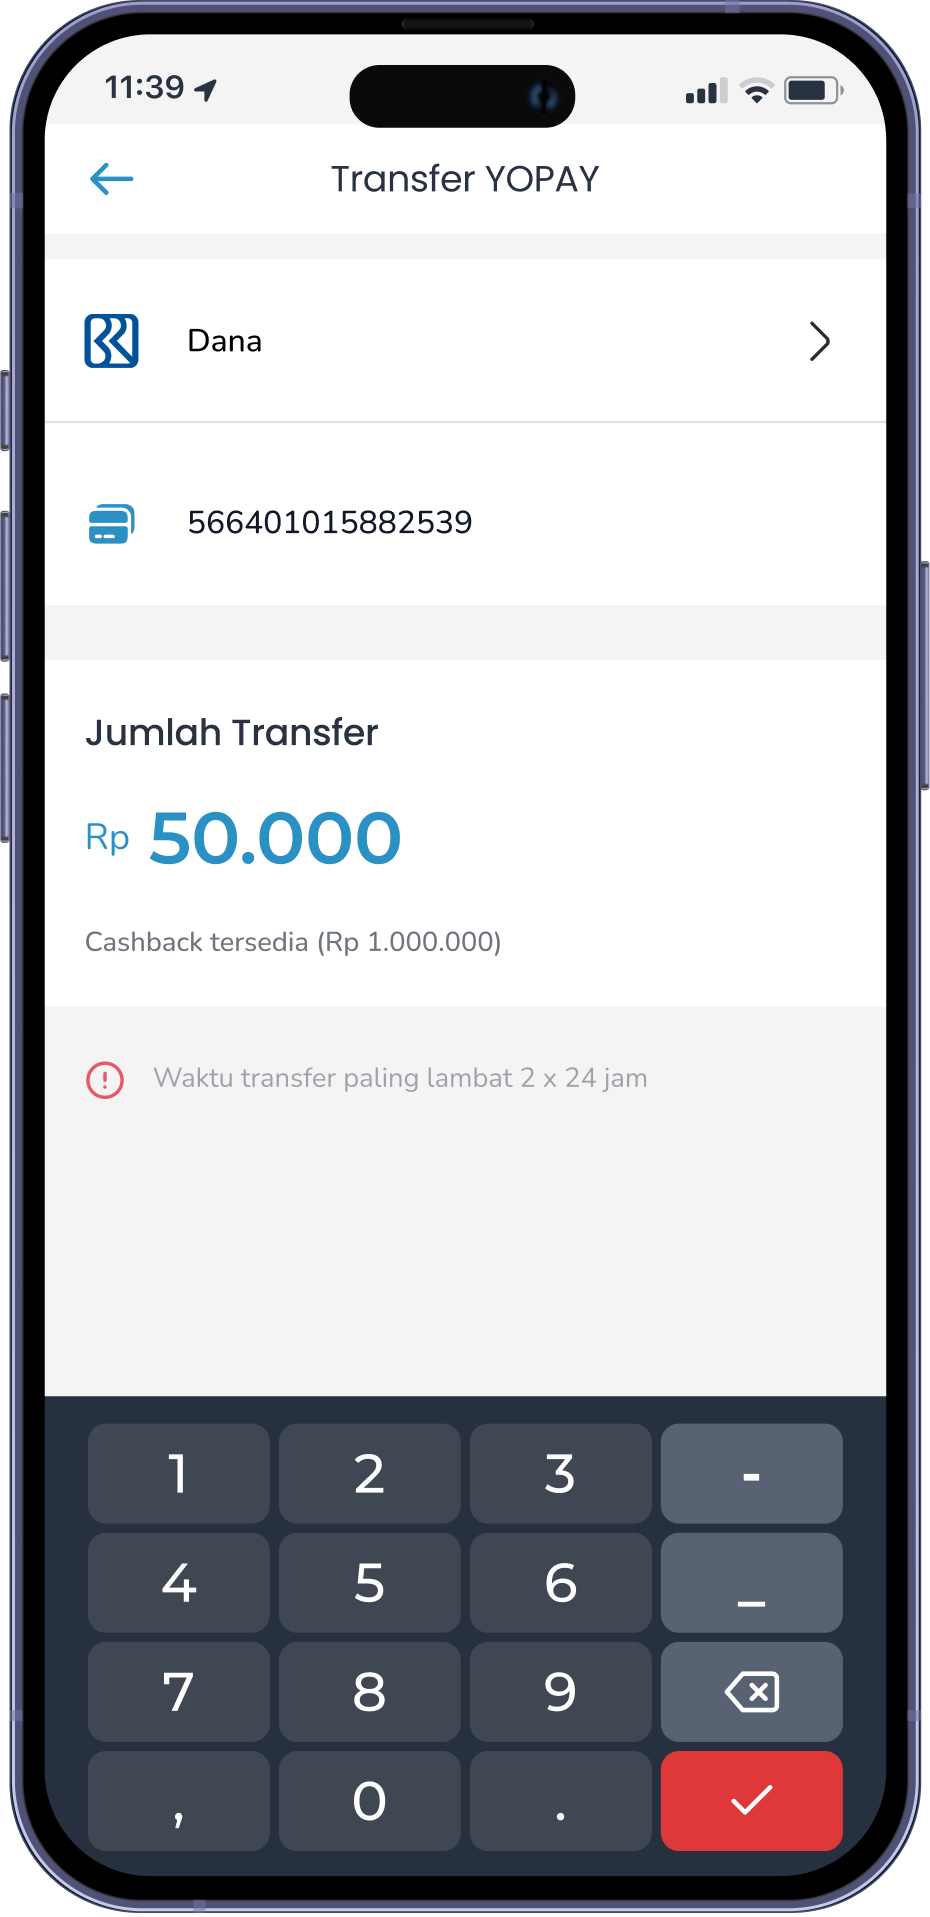 11:39
Transfer YOPAY
Dana
566401015882539
Jumlah Transfer
Rp 50.000
Cashback tersedia (Rp 1.000.000)
Waktu transfer paling lambat 2 x 24 jam
1 2 3 -
4 5 6 _
7 8 9
, 0 .